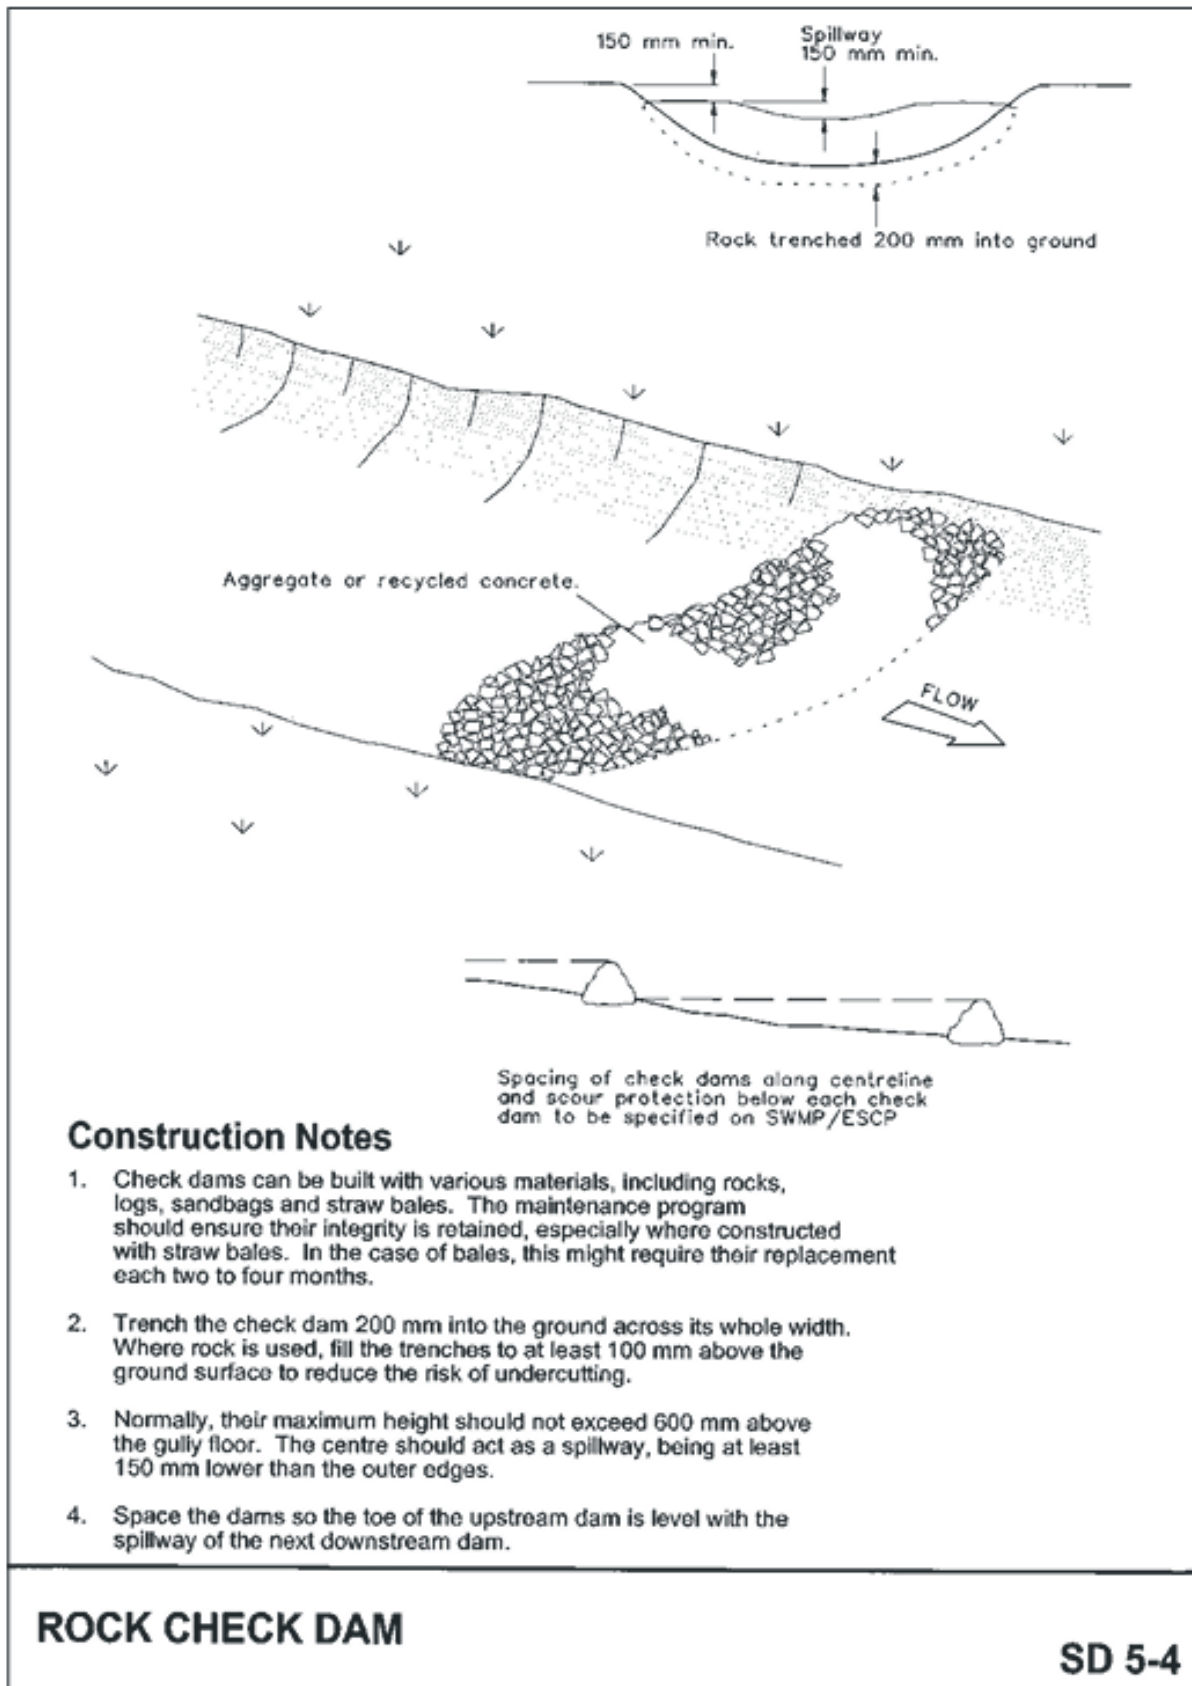 150 mm min.
Spillway
150 mm min.
Rock trenched 200 mm into ground
Aggregate or recycled concrete.
FLOW
Spacing of check dams along centreline
and scour protection below each check
dam to be specified on SWMP/ESCP
Construction Notes
1. Check dams can be built with various materials, including rocks,
logs, sandbags and straw bales. The maintenance program
should ensure their integrity is retained, especially where constructed
with straw bales. In the case of bales, this might require their replacement
each two to four months.
2. Trench the check dam 200 mm into the ground across its whole width.
Where rock is used, fill the trenches to at least 100 mm above the
ground surface to reduce the risk of undercutting.
3. Normally, their maximum height should not exceed 600 mm above
the gully floor. The centre should act as a spillway, being at least
150 mm lower than the outer edges.
4. Space the dams so the toe of the upstream dam is level with the
spillway of the next downstream dam.
ROCK CHECK DAM
SD 5-4